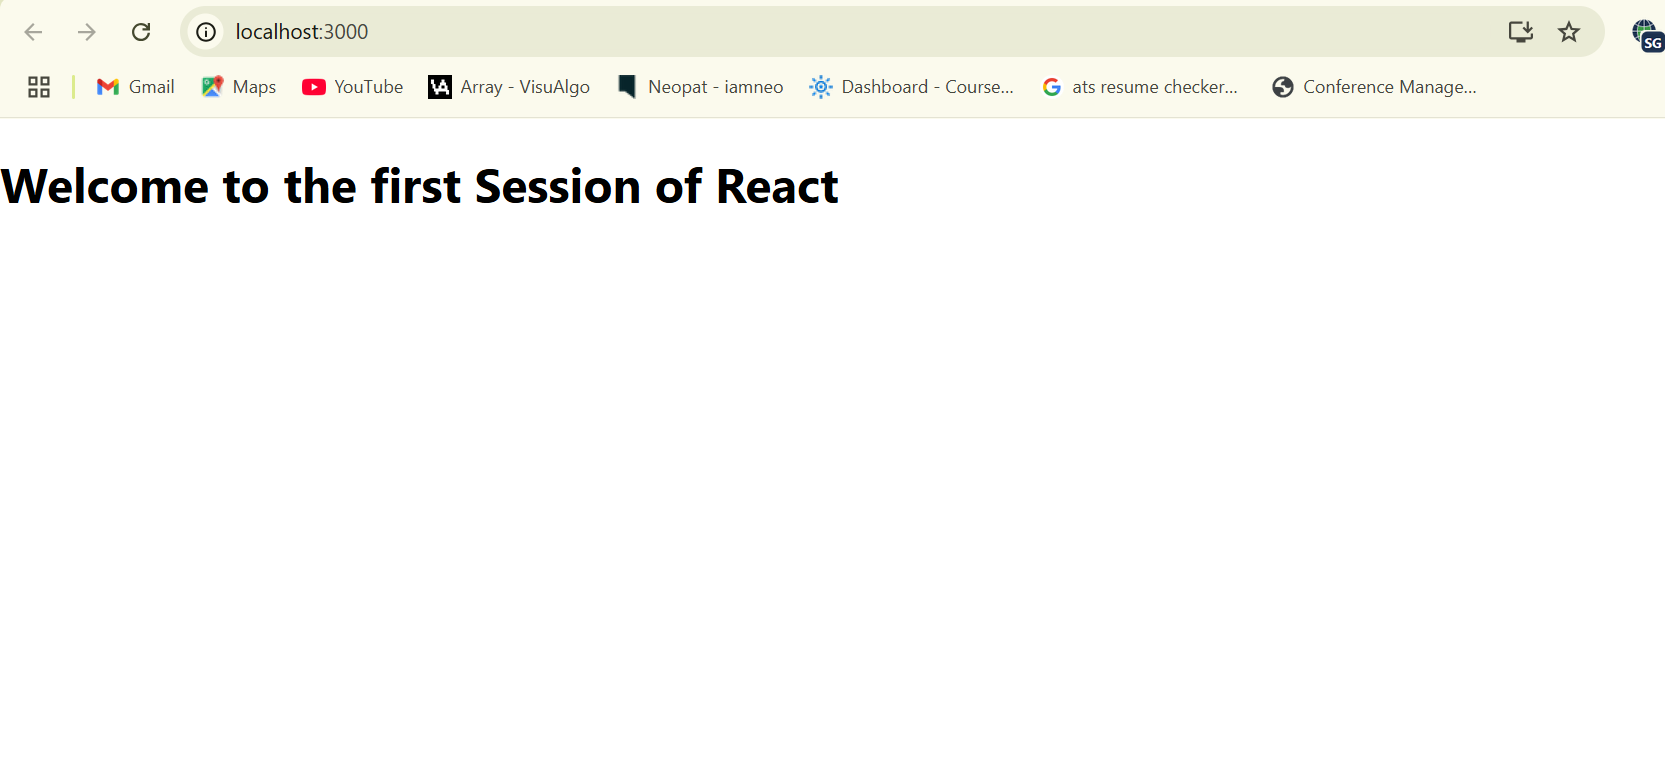 localhost:3000
SG
Gmail Maps YouTube VA Array - VisuAlgo Neopat - iamneo Dashboard - Course... G ats resume checker... Conference Manage...
Welcome to the first Session of React